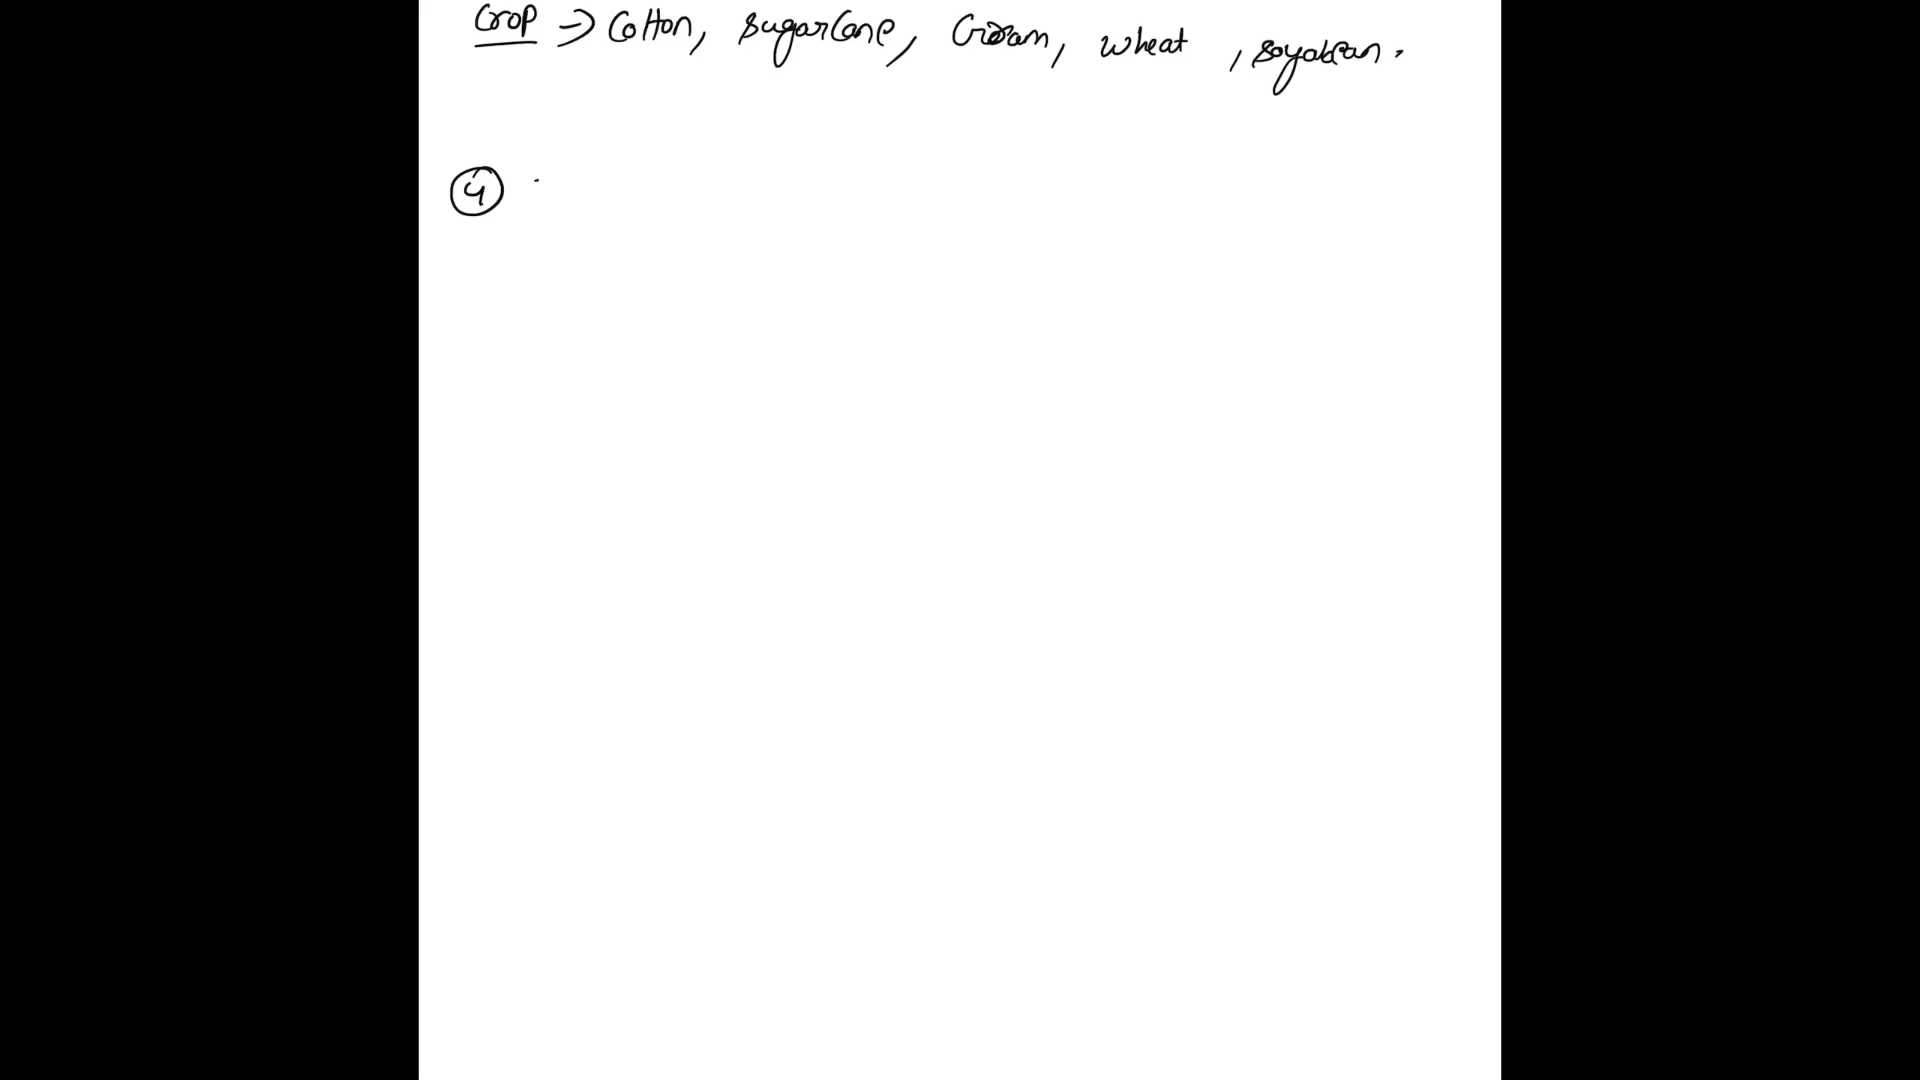 Crop ⇒ Cotton, SugarCane, Gram, Wheat, Soyabean.
④